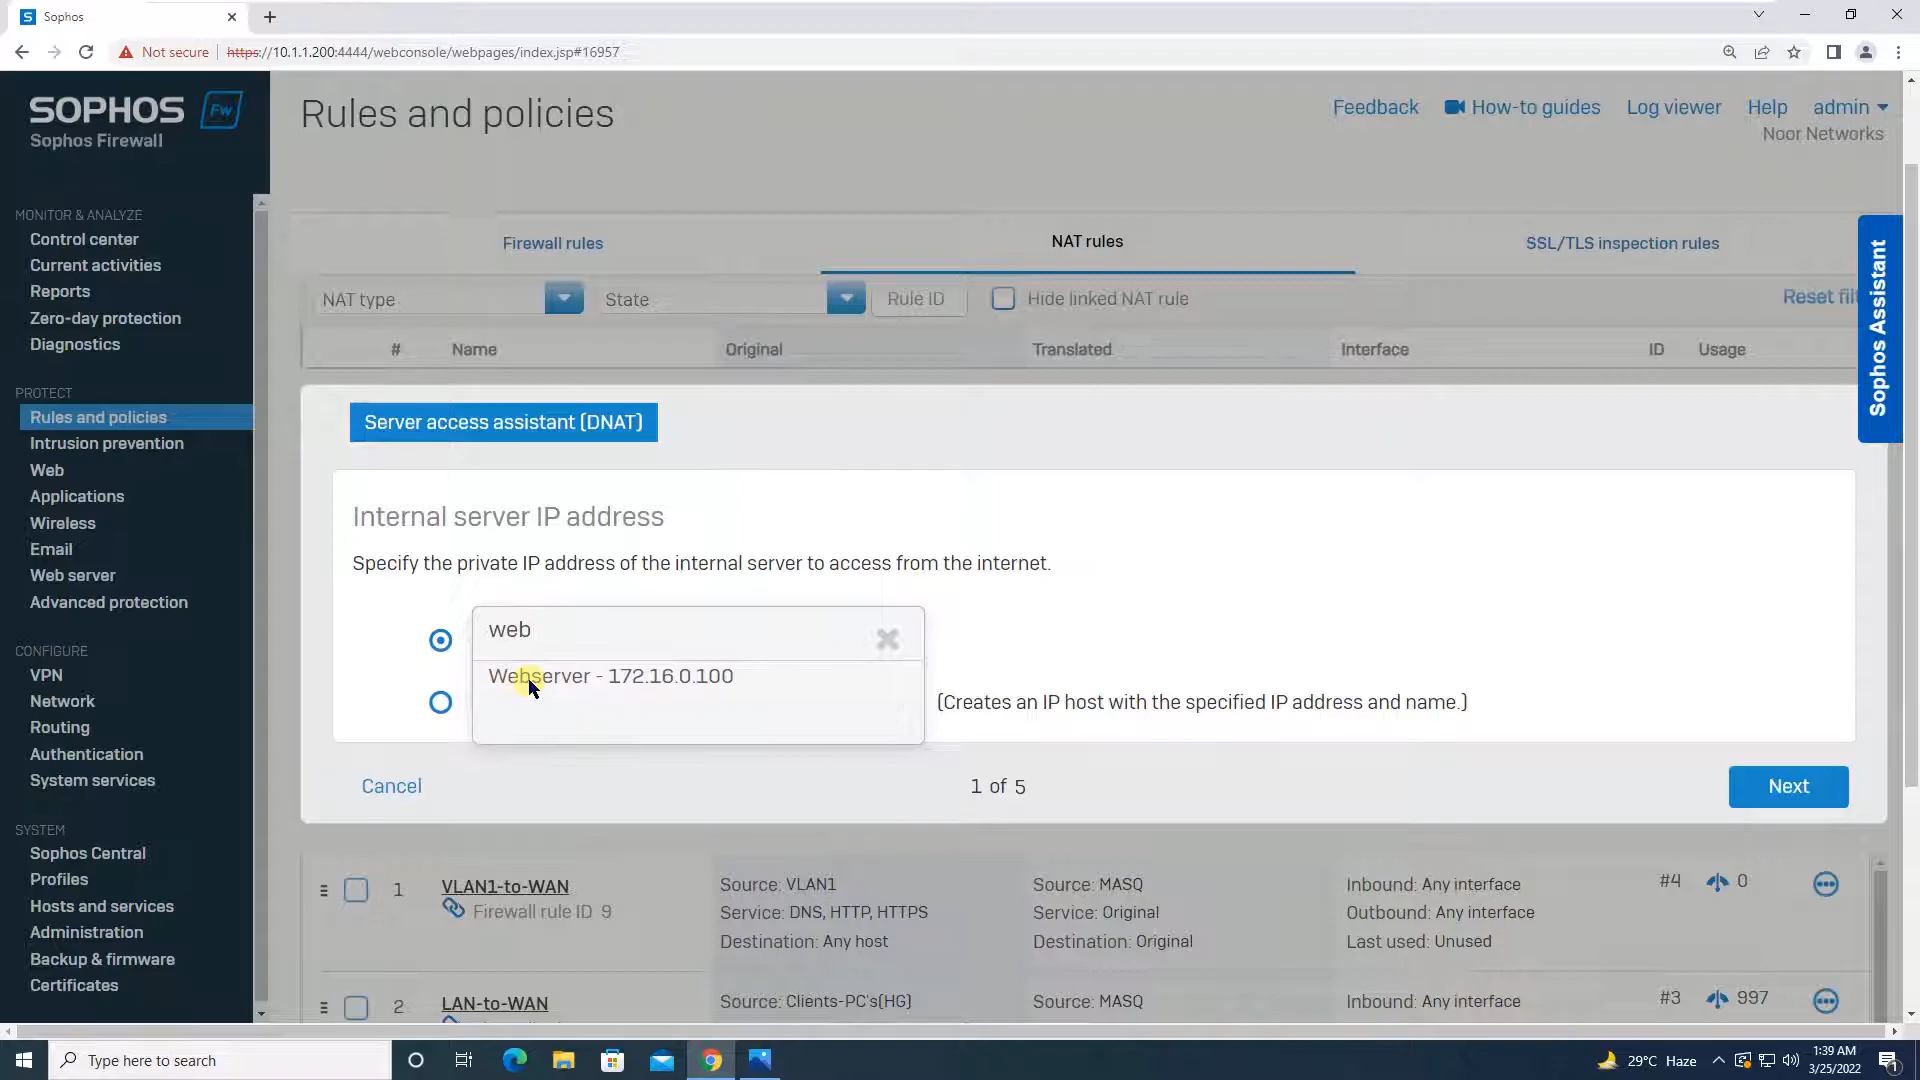 Sophos
Not secure https://10.1.1.200:4444/webconsole/webpages/index.jsp#16957
SOPHOS Fw
Sophos Firewall
MONITOR & ANALYZE
Control center
Current activities
Reports
Zero-day protection
Diagnostics
PROTECT
Rules and policies
Intrusion prevention
Web
Applications
Wireless
Email
Web server
Advanced protection
CONFIGURE
VPN
Network
Routing
Authentication
System services
SYSTEM
Sophos Central
Profiles
Hosts and services
Administration
Backup & firmware
Certificates
Rules and policies
Feedback How-to guides Log viewer Help admin
Noor Networks
Firewall rules NAT rules SSL/TLS inspection rules
NAT type State Rule ID Hide linked NAT rule Reset filt
# Name Original Translated Interface ID Usage
Sophos Assistant
Server access assistant (DNAT)
Internal server IP address
Specify the private IP address of the internal server to access from the internet.
web
Webserver - 172.16.0.100
(Creates an IP host with the specified IP address and name.)
Cancel 1 of 5 Next
1 VLAN1-to-WAN Source: VLAN1 Source: MASQ Inbound: Any interface #4 0
Firewall rule ID 9 Service: DNS, HTTP, HTTPS Service: Original Outbound: Any interface
Destination: Any host Destination: Original Last used: Unused
2 LAN-to-WAN Source: Clients-PC's(HG) Source: MASQ Inbound: Any interface #3 997
Type here to search 29°C Haze 1:39 AM
3/25/2022
1